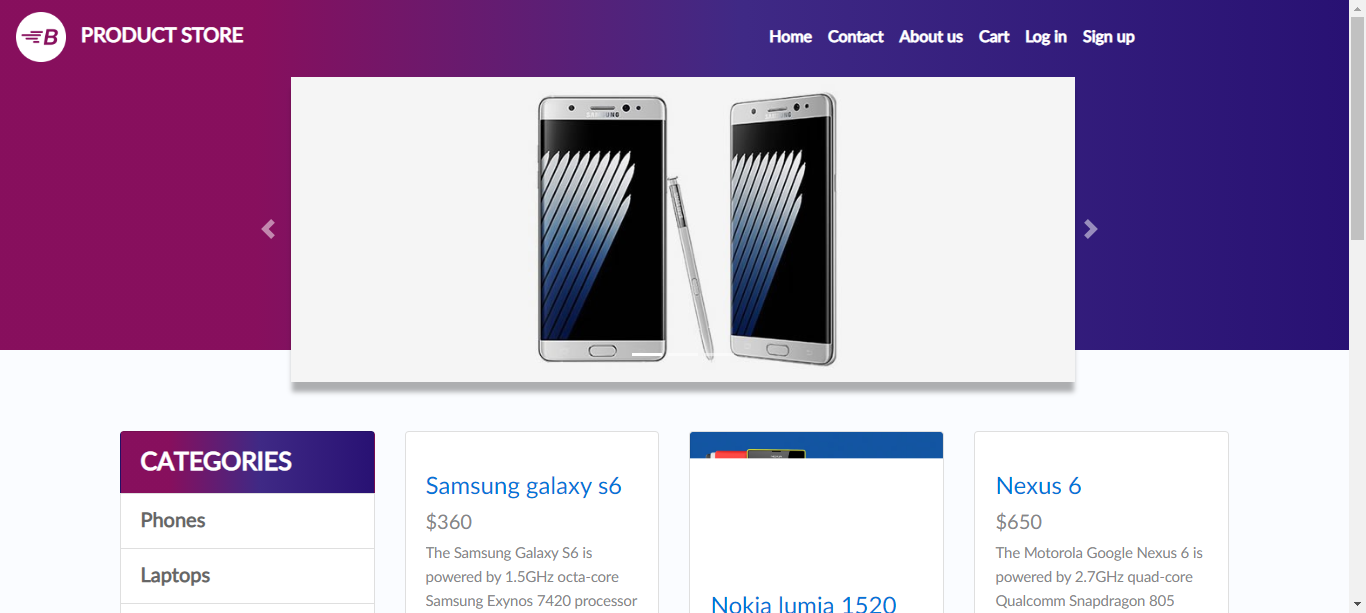 B PRODUCT STORE
Home Contact About us Cart Log in Sign up
SAMSUNG SAMSUNG
CATEGORIES
Phones
Laptops
Samsung galaxy s6
$360
The Samsung Galaxy S6 is
powered by 1.5GHz octa-core
Samsung Exynos 7420 processor
Nokia lumia 1520
Nexus 6
$650
The Motorola Google Nexus 6 is
powered by 2.7GHz quad-core
Qualcomm Snapdragon 805